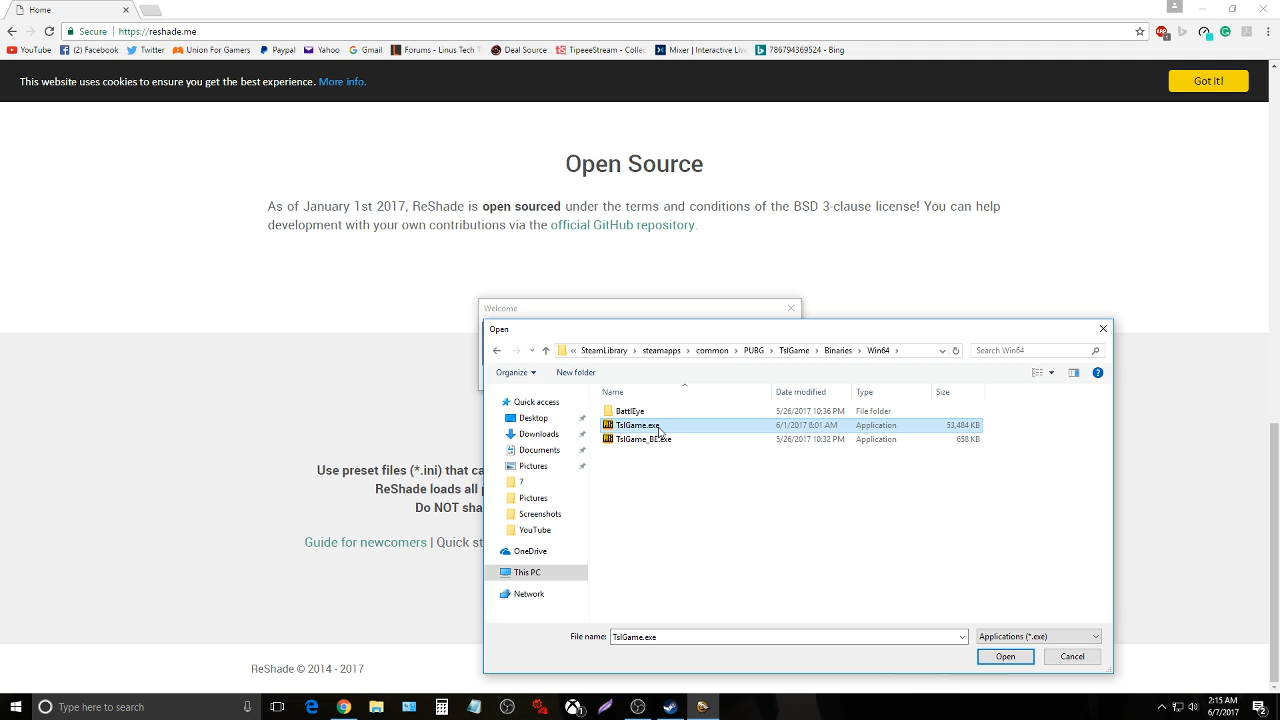 Home
Secure
https://reshade.me
YouTube
(2) Facebook
Twitter
Union For Gamers
Paypal
Yahoo
Gmail
Forums - Linus Tech T
Deal Source
TipeeeStream - Collec
Mixer | Interactive Liv
786794369524 - Bing
This website uses cookies to ensure you get the best experience. More info.
Got it!
Open Source
As of January 1st 2017, ReShade is open sourced under the terms and conditions of the BSD 3-clause license! You can help
development with your own contributions via the official GitHub repository.
Welcome
Open
SteamLibrary
steamapps
common
PUBG
TslGame
Binaries
Win64
Search Win64
Organize
New folder
Name
Date modified
Type
Size
Quick access
Desktop
Downloads
Documents
Pictures
7
Pictures
Screenshots
YouTube
OneDrive
This PC
Network
BattlEye
5/26/2017 10:36 PM
File folder
TslGame.exe
6/1/2017 8:01 AM
Application
53,484 KB
TslGame_BE.exe
5/26/2017 10:32 PM
Application
658 KB
File name:
TslGame.exe
Applications (*.exe)
Open
Cancel
Use preset files (*.ini) that ca
ReShade loads all
Do NOT sha
Guide for newcomers | Quick st
ReShade © 2014 - 2017
Type here to search
2:15 AM
6/7/2017